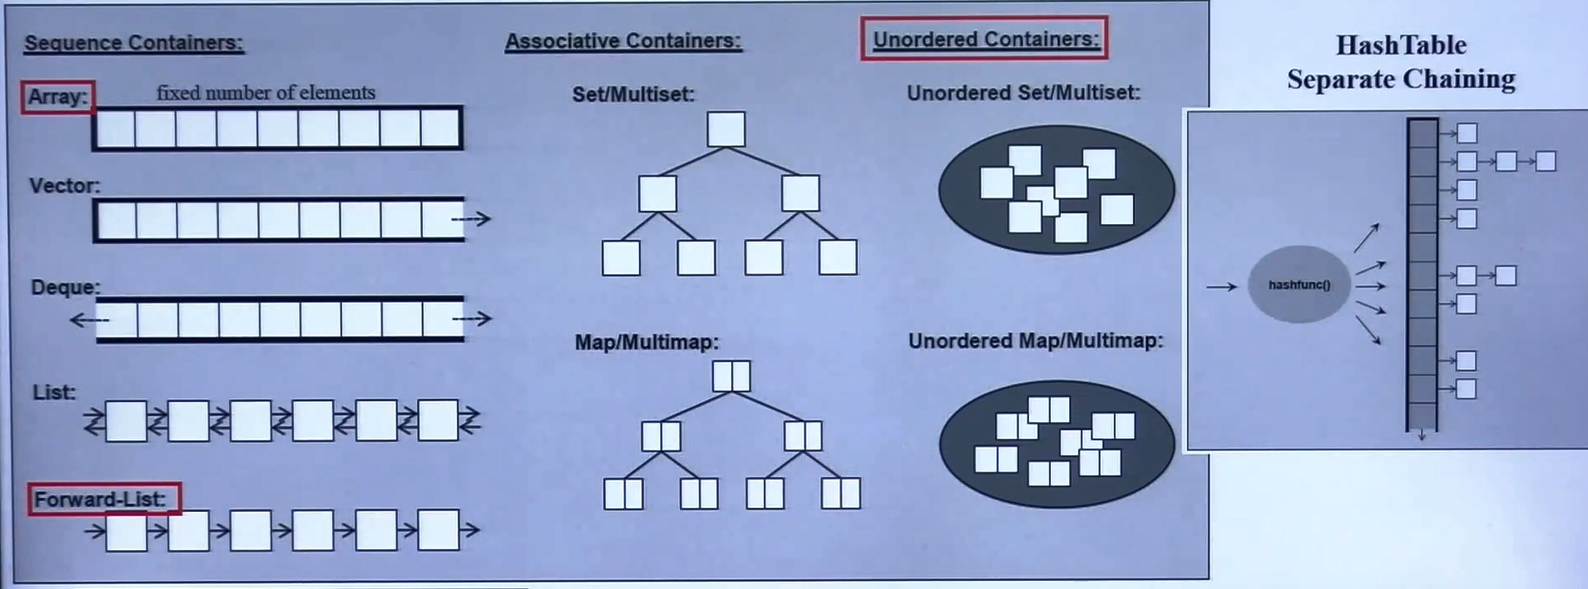 Sequence Containers:
Array:
fixed number of elements
Vector:
Deque:
List:
Forward-List:
Associative Containers:
Set/Multiset:
Map/Multimap:
Unordered Containers:
Unordered Set/Multiset:
Unordered Map/Multimap:
HashTable
Separate Chaining
hashfunc()